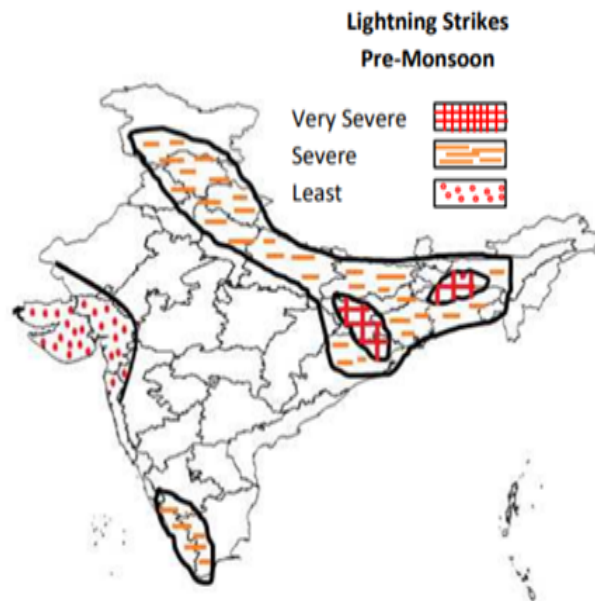 Lightning Strikes
Pre-Monsoon
Very Severe
Severe
Least